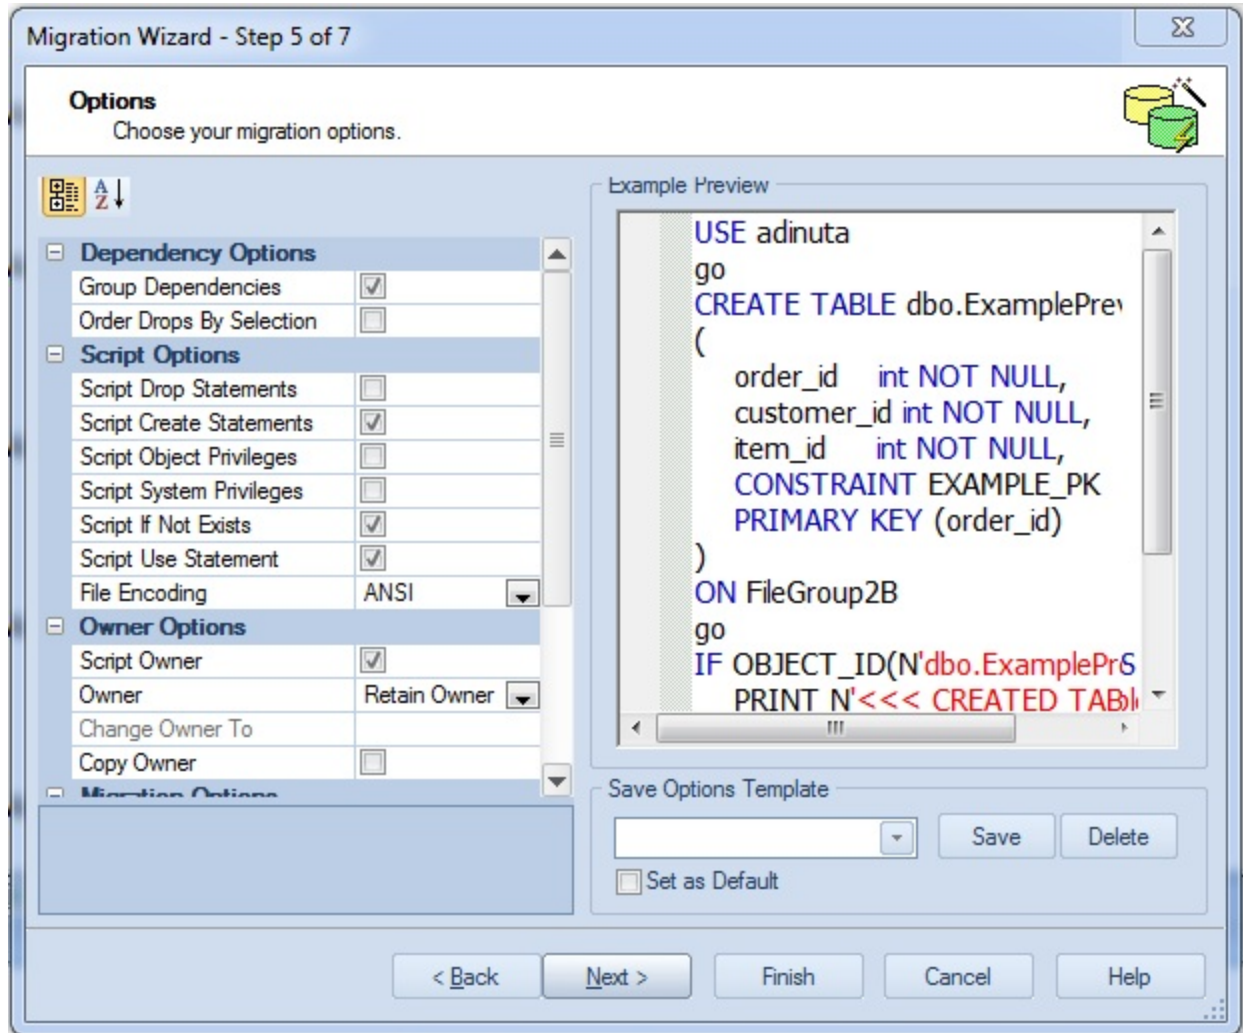 Migration Wizard - Step 5 of 7
Options
Choose your migration options.
Dependency Options
Group Dependencies
Order Drops By Selection
Script Options
Script Drop Statements
Script Create Statements
Script Object Privileges
Script System Privileges
Script If Not Exists
Script Use Statement
File Encoding ANSI
Owner Options
Script Owner
Owner Retain Owner
Change Owner To
Copy Owner
Migration Options
Example Preview
USE adinuta
go
CREATE TABLE dbo.ExamplePrev
(
order_id int NOT NULL,
customer_id int NOT NULL,
item_id int NOT NULL,
CONSTRAINT EXAMPLE_PK
PRIMARY KEY (order_id)
)
ON FileGroup2B
go
IF OBJECT_ID(N'dbo.ExamplePr
PRINT N'<<< CREATED TAB
Save Options Template
Save Delete
Set as Default
< Back Next > Finish Cancel Help